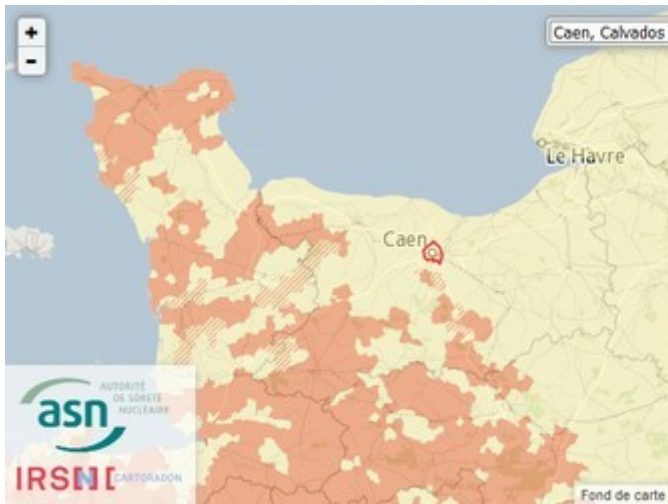 +
-
Caen, Calvados
Le Havre
Caen
AUTORITÉ
DE SÛRETÉ
NUCLÉAIRE
asn
IRSN
CARTORADON
Fond de carte